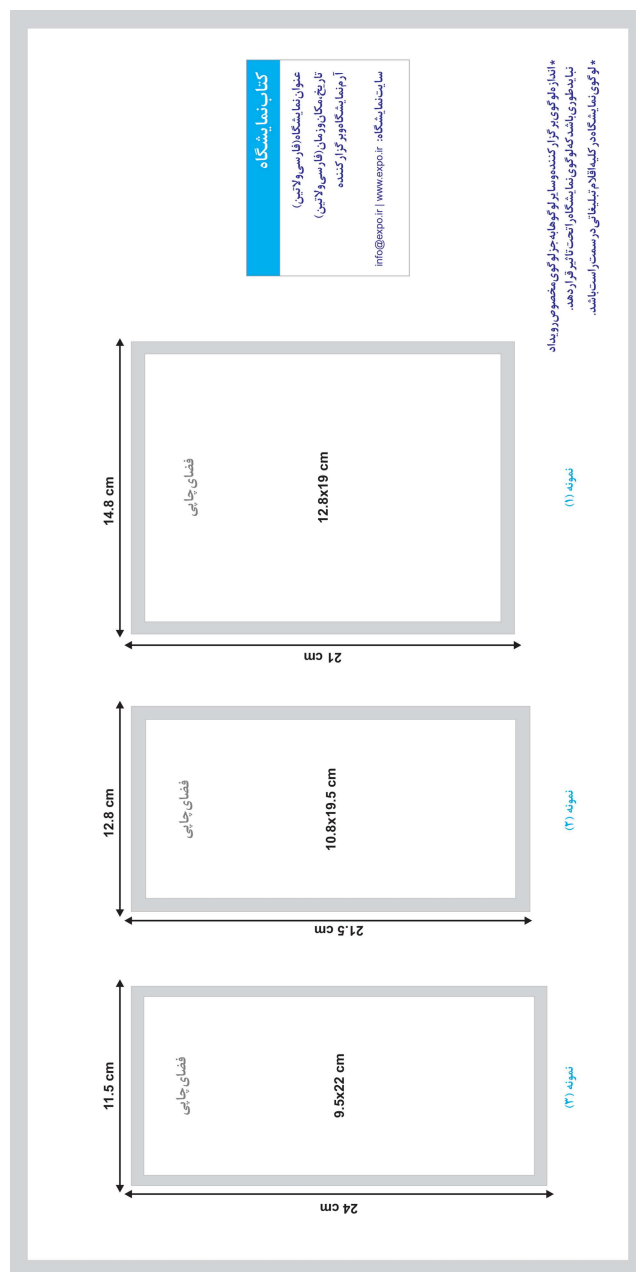 کتاب نمایشگاه
عنوان نمایشگاه (فارسی و لاتین)
تاریخ، مکان و زمان (فارسی و لاتین)
آرم نمایشگاه و برگزار کننده
سایت نمایشگاه: info@expo.ir | www.expo.ir
14.8 cm
فضای چاپی
12.8x19 cm
21 cm
نمونه (۱)
12.8 cm
فضای چاپی
10.8x19.5 cm
21.5 cm
نمونه (۲)
11.5 cm
فضای چاپی
9.5x22 cm
24 cm
نمونه (۳)
* اندازه لوگوی برگزار کننده و سایر لوگوها به جز لوگوی مخصوص رویداد
نباید طوری باشد که لوگوی نمایشگاه را تحت تاثیر قرار دهد.
* لوگوی نمایشگاه در کلیه اقلام تبلیغاتی در سمت راست باشد.